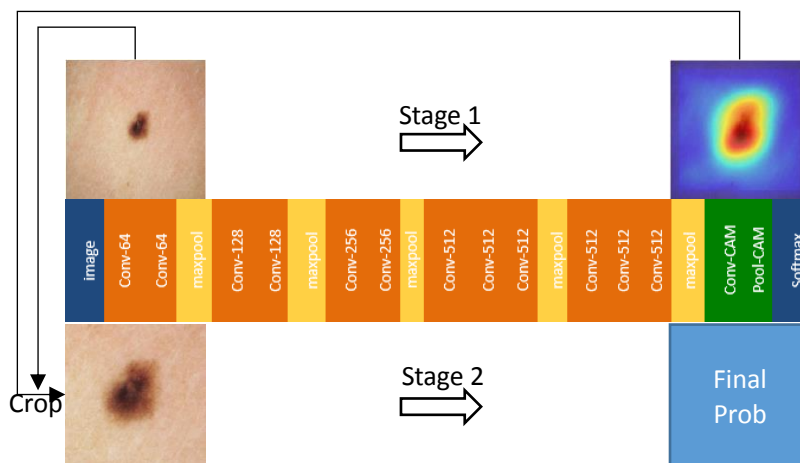 Stage 1
image
Conv-64
Conv-64
maxpool
Conv-128
Conv-128
maxpool
Conv-256
Conv-256
maxpool
Conv-512
Conv-512
Conv-512
maxpool
Conv-512
Conv-512
Conv-512
maxpool
Conv-CAM
Pool-CAM
Softmax
Stage 2
Crop
Final
Prob